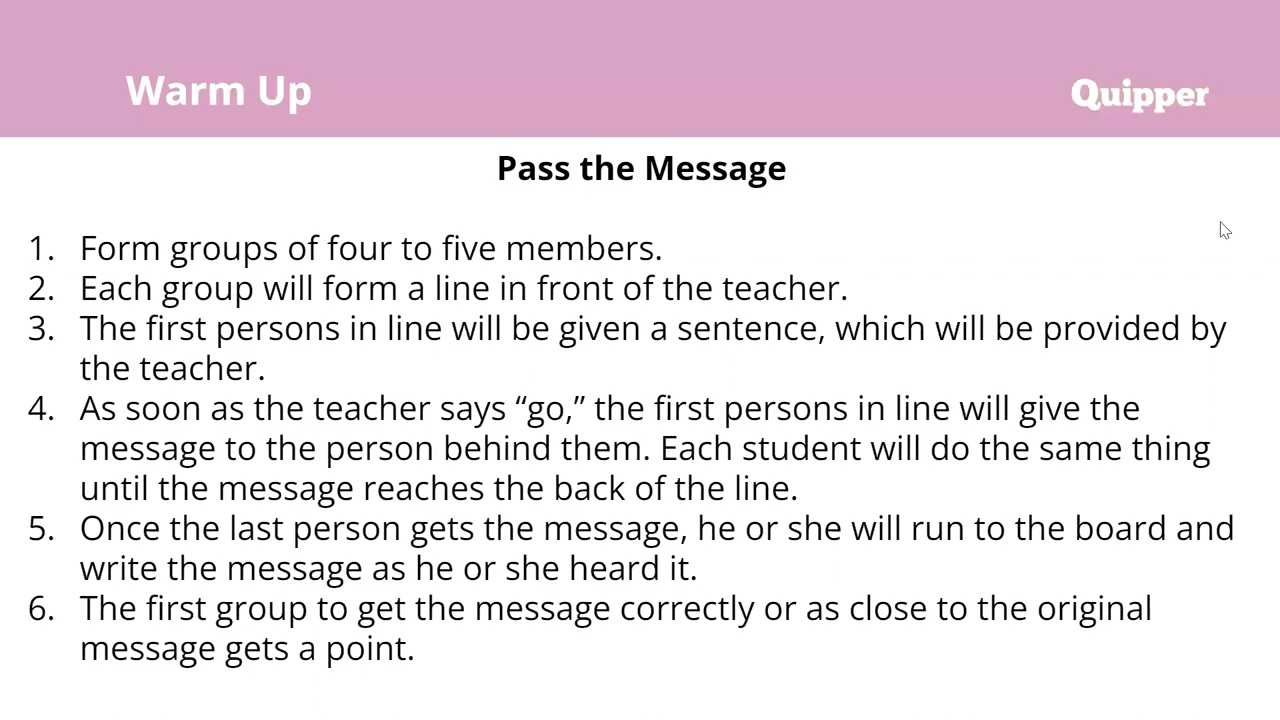 Warm Up
Quipper
Pass the Message
1. Form groups of four to five members.
2. Each group will form a line in front of the teacher.
3. The first persons in line will be given a sentence, which will be provided by
the teacher.
4. As soon as the teacher says “go,” the first persons in line will give the
message to the person behind them. Each student will do the same thing
until the message reaches the back of the line.
5. Once the last person gets the message, he or she will run to the board and
write the message as he or she heard it.
6. The first group to get the message correctly or as close to the original
message gets a point.